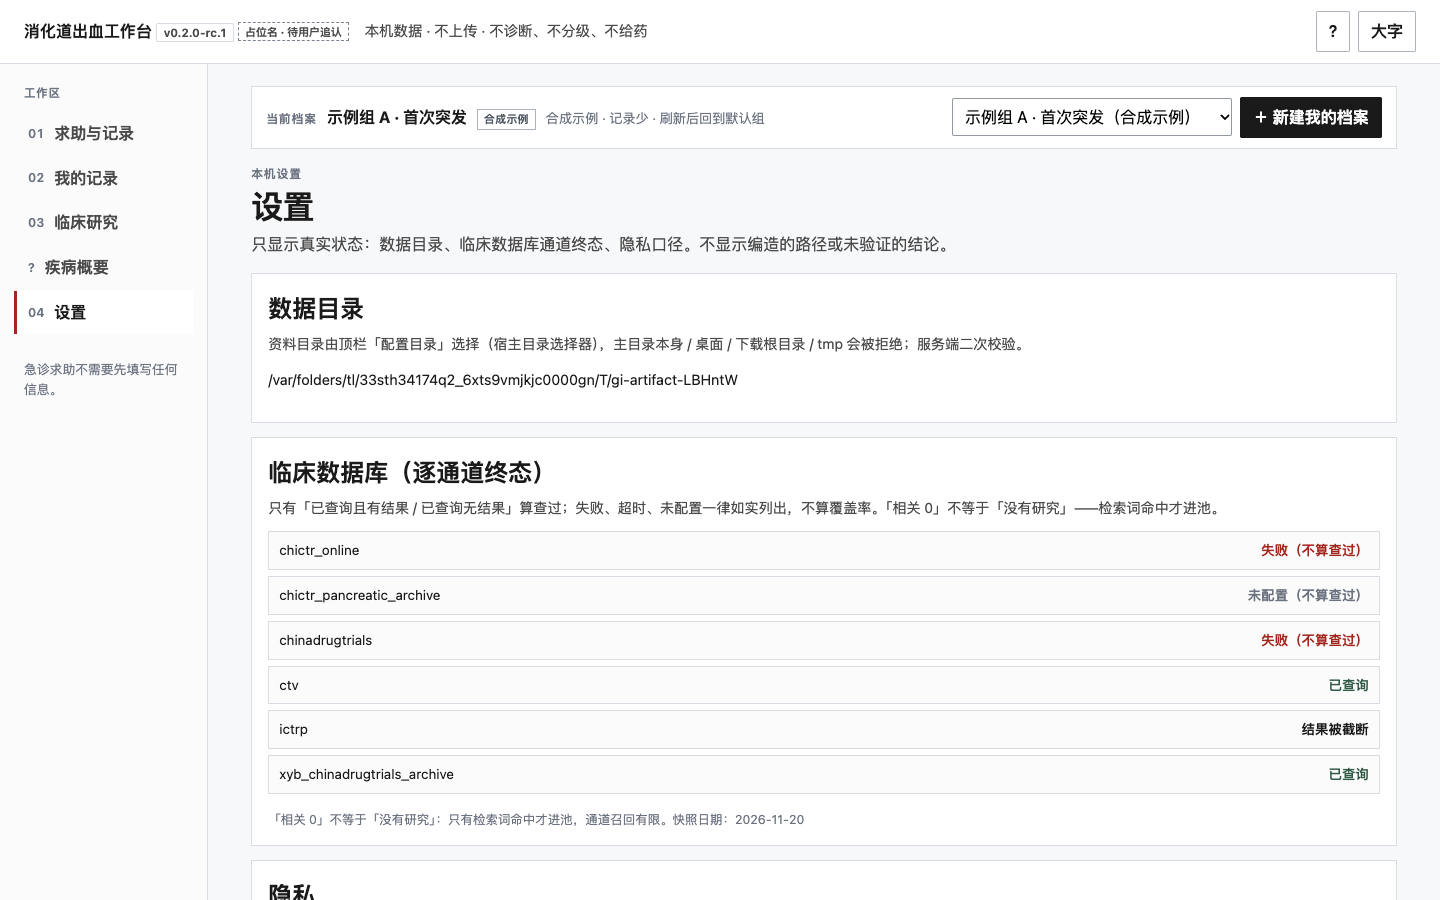 消化道出血工作台 v0.2.0-rc.1 占位名 · 待用户追认 本机数据 · 不上传 · 不诊断、不分级、不给药 ? 大字
工作区
01 求助与记录
02 我的记录
03 临床研究
? 疾病概要
04 设置
急诊求助不需要先填写任何
信息。
当前档案 示例组 A · 首次突发 合成示例 合成示例 · 记录少 · 刷新后回到默认组 示例组 A · 首次突发（合成示例） + 新建我的档案
本机设置
设置
只显示真实状态：数据目录、临床数据库通道终态、隐私口径。不显示编造的路径或未验证的结论。
数据目录
资料目录由顶栏「配置目录」选择（宿主目录选择器），主目录本身 / 桌面 / 下载根目录 / tmp 会被拒绝；服务端二次校验。
/var/folders/tl/33sth34174q2_6xts9vmjkjc0000gn/T/gi-artifact-LBHntW
临床数据库（逐通道终态）
只有「已查询且有结果 / 已查询无结果」算查过；失败、超时、未配置一律如实列出，不算覆盖率。「相关 0」不等于「没有研究」——检索词命中才进池。
chictr_online 失败（不算查过）
chictr_pancreatic_archive 未配置（不算查过）
chinadrugtrials 失败（不算查过）
ctv 已查询
ictrp 结果被截断
xyb_chinadrugtrials_archive 已查询
「相关 0」不等于「没有研究」：只有检索词命中才进池，通道召回有限。快照日期：2026-11-20
隐私